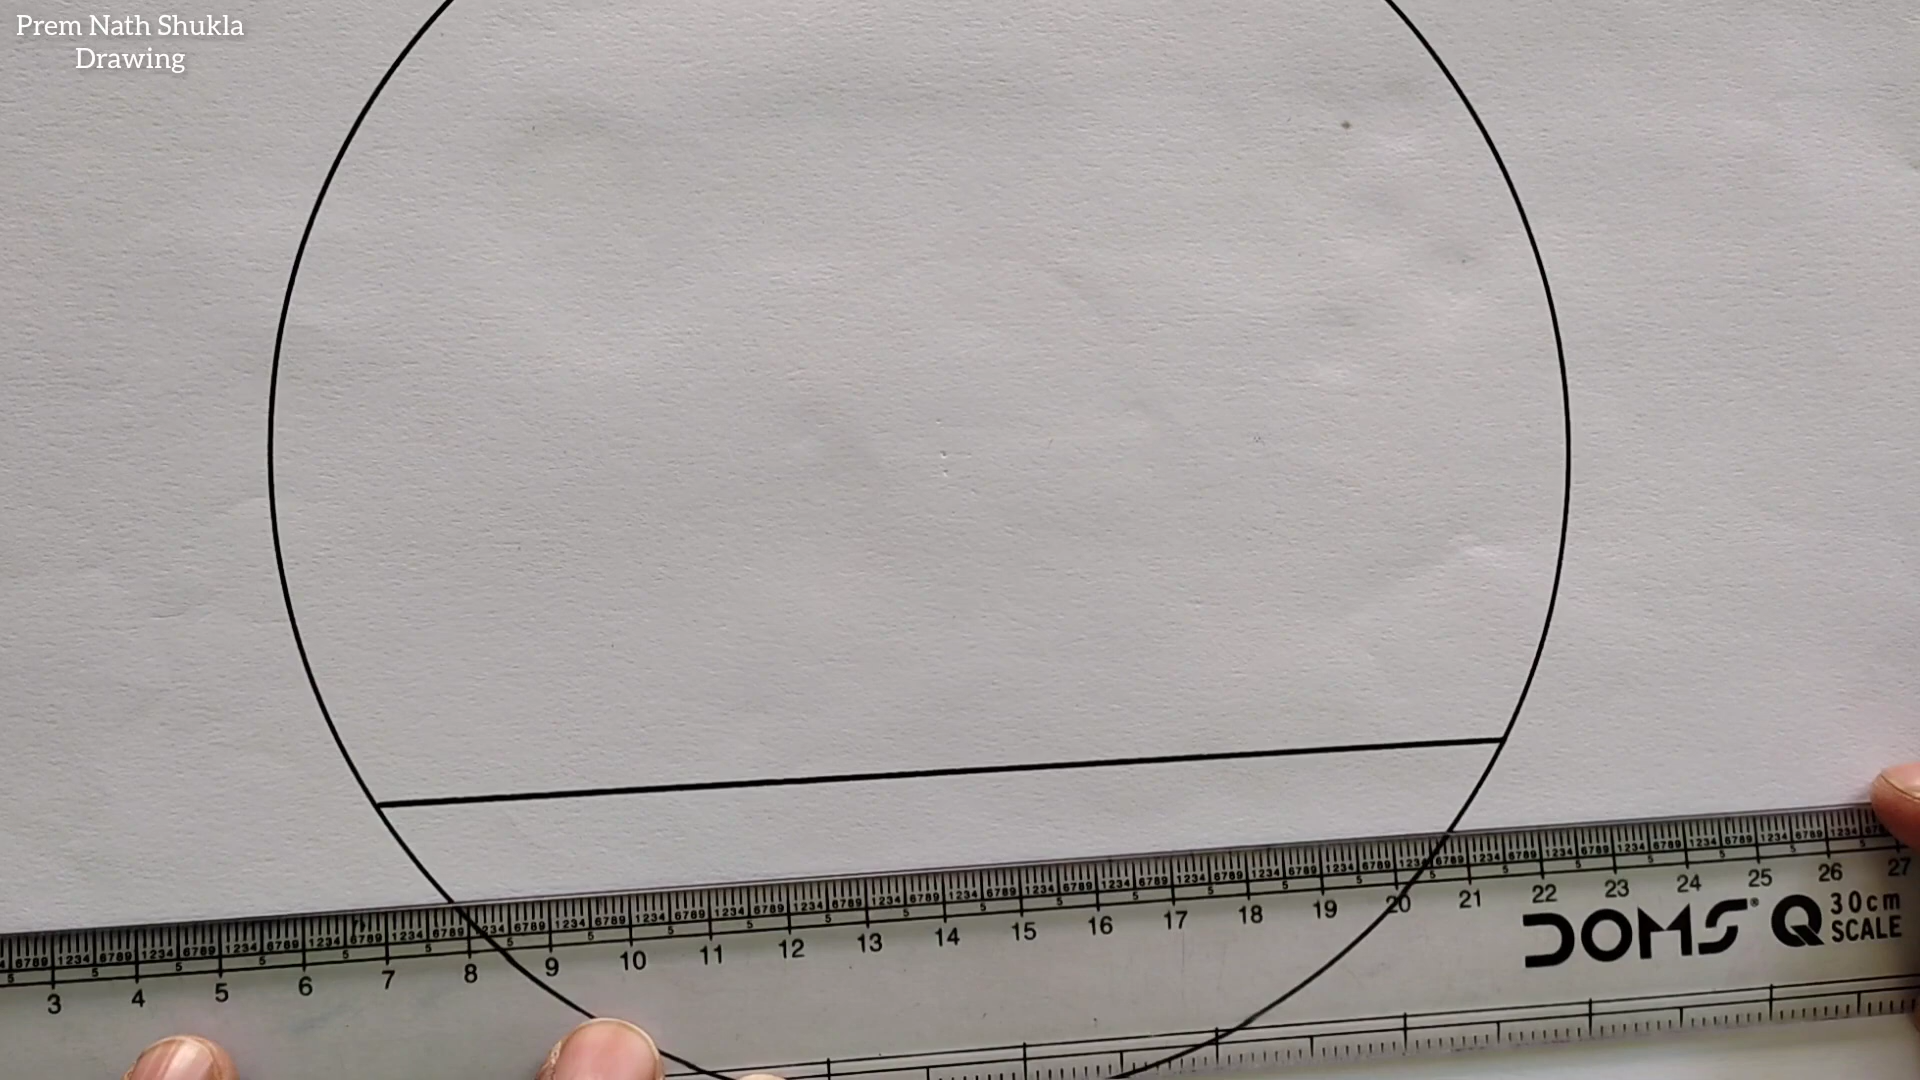 Prem Nath Shukla
Drawing
3 4 5 6 7 8 9 10 11 12 13 14 15 16 17 18 19 20 21 22 23 24 25 26 27
DOMS® Q 30cm
SCALE